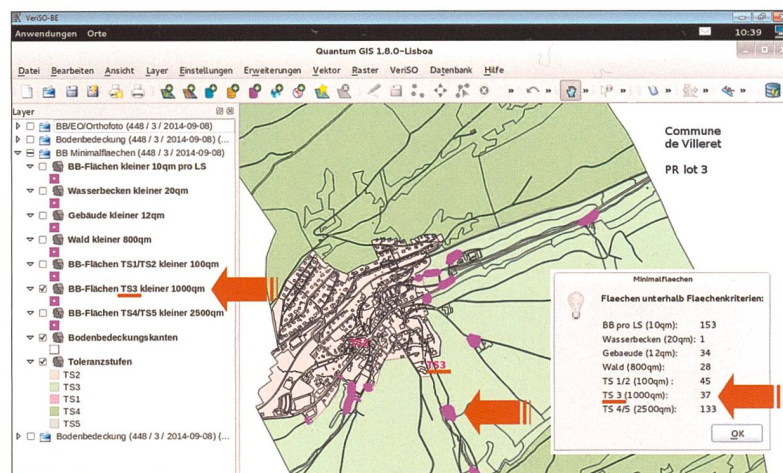 VeriSO-BE
Anwendungen Orte
10:39
Quantum GIS 1.8.0-Lisboa
Datei Bearbeiten Ansicht Layer Einstellungen Erweiterungen Vektor Raster VeriSO Datenbank Hilfe
Layer
BB/EO/Orthofoto (448 / 3 / 2014-09-08)
Bodenbedeckung (448 / 3 / 2014-09-08) (...
BB Minimalflaechen (448 / 3 / 2014-09-08)
BB-Flächen kleiner 10qm pro LS
Wasserbecken kleiner 20qm
Gebäude kleiner 12qm
Wald kleiner 800qm
BB-Flächen TS1/TS2 kleiner 100qm
BB-Flächen TS3 kleiner 1000qm
BB-Flächen TS4/TS5 kleiner 2500qm
Bodenbedeckungskanten
Toleranzstufen
TS2
TS3
TS1
TS4
TS5
Bodenbedeckung (448 / 3 / 2014-09-08) (...
Commune
de Villeret
PR lot 3
TS2
TS3
Minimalflaechen
Flaechen unterhalb Flaechenkriterien:
BB pro LS (10qm): 153
Wasserbecken (20qm): 1
Gebaeude (12qm): 34
Wald (800qm): 28
TS 1/2 (100qm) : 45
TS 3 (1000qm): 37
TS 4/5 (2500qm): 133
OK